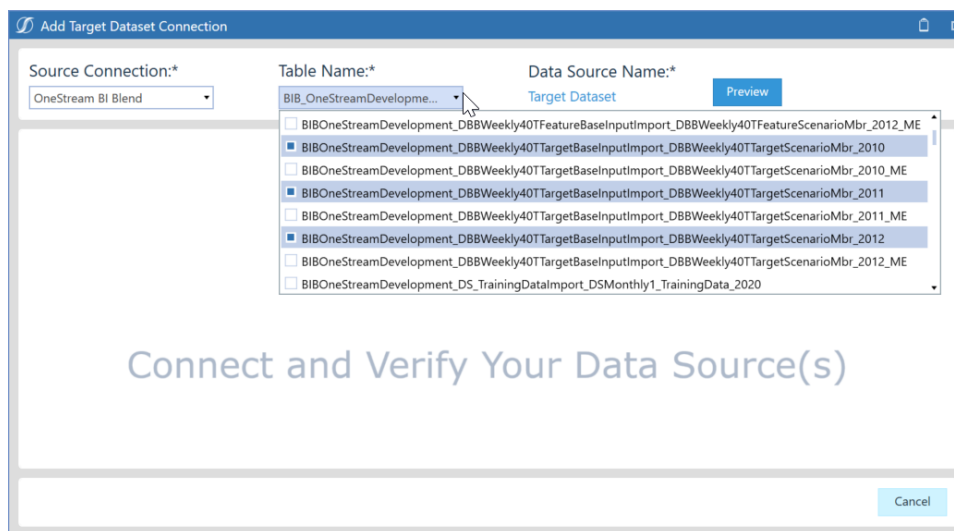 Add Target Dataset Connection
Source Connection:* Table Name:* Data Source Name:*
OneStream BI Blend BIB_OneStreamDevelopme... Target Dataset Preview
BIBOneStreamDevelopment_DBBWeekly40TFeatureBaseInputImport_DBBWeekly40TFeatureScenarioMbr_2012_ME
BIBOneStreamDevelopment_DBBWeekly40TTargetBaseInputImport_DBBWeekly40TTargetScenarioMbr_2010
BIBOneStreamDevelopment_DBBWeekly40TTargetBaseInputImport_DBBWeekly40TTargetScenarioMbr_2010_ME
BIBOneStreamDevelopment_DBBWeekly40TTargetBaseInputImport_DBBWeekly40TTargetScenarioMbr_2011
BIBOneStreamDevelopment_DBBWeekly40TTargetBaseInputImport_DBBWeekly40TTargetScenarioMbr_2011_ME
BIBOneStreamDevelopment_DBBWeekly40TTargetBaseInputImport_DBBWeekly40TTargetScenarioMbr_2012
BIBOneStreamDevelopment_DBBWeekly40TTargetBaseInputImport_DBBWeekly40TTargetScenarioMbr_2012_ME
BIBOneStreamDevelopment_DS_TrainingDataImport_DSMonthly1_TrainingData_2020
Connect and Verify Your Data Source(s)
Cancel